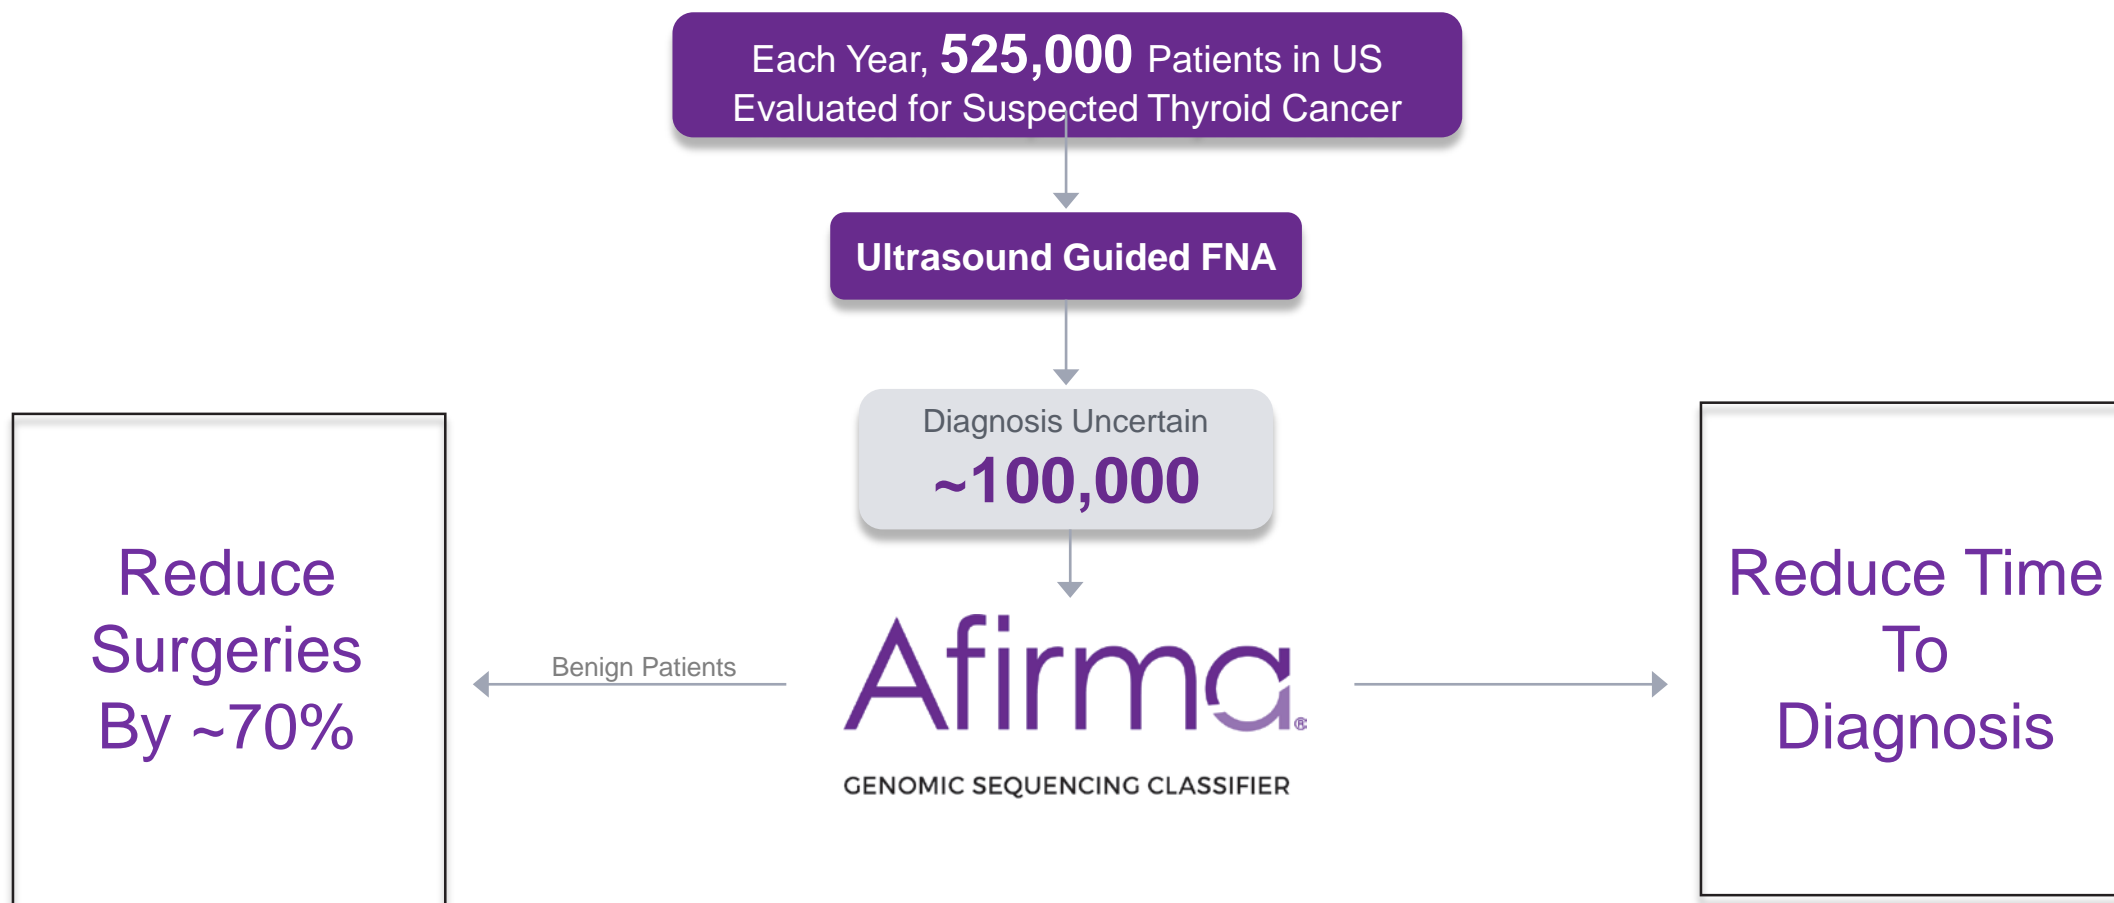 Each Year, 525,000 Patients in US
Evaluated for Suspected Thyroid Cancer
Ultrasound Guided FNA
Diagnosis Uncertain
~100,000
Reduce
Surgeries
By ~70%
Benign Patients
Afirma®
GENOMIC SEQUENCING CLASSIFIER
Reduce Time
To
Diagnosis